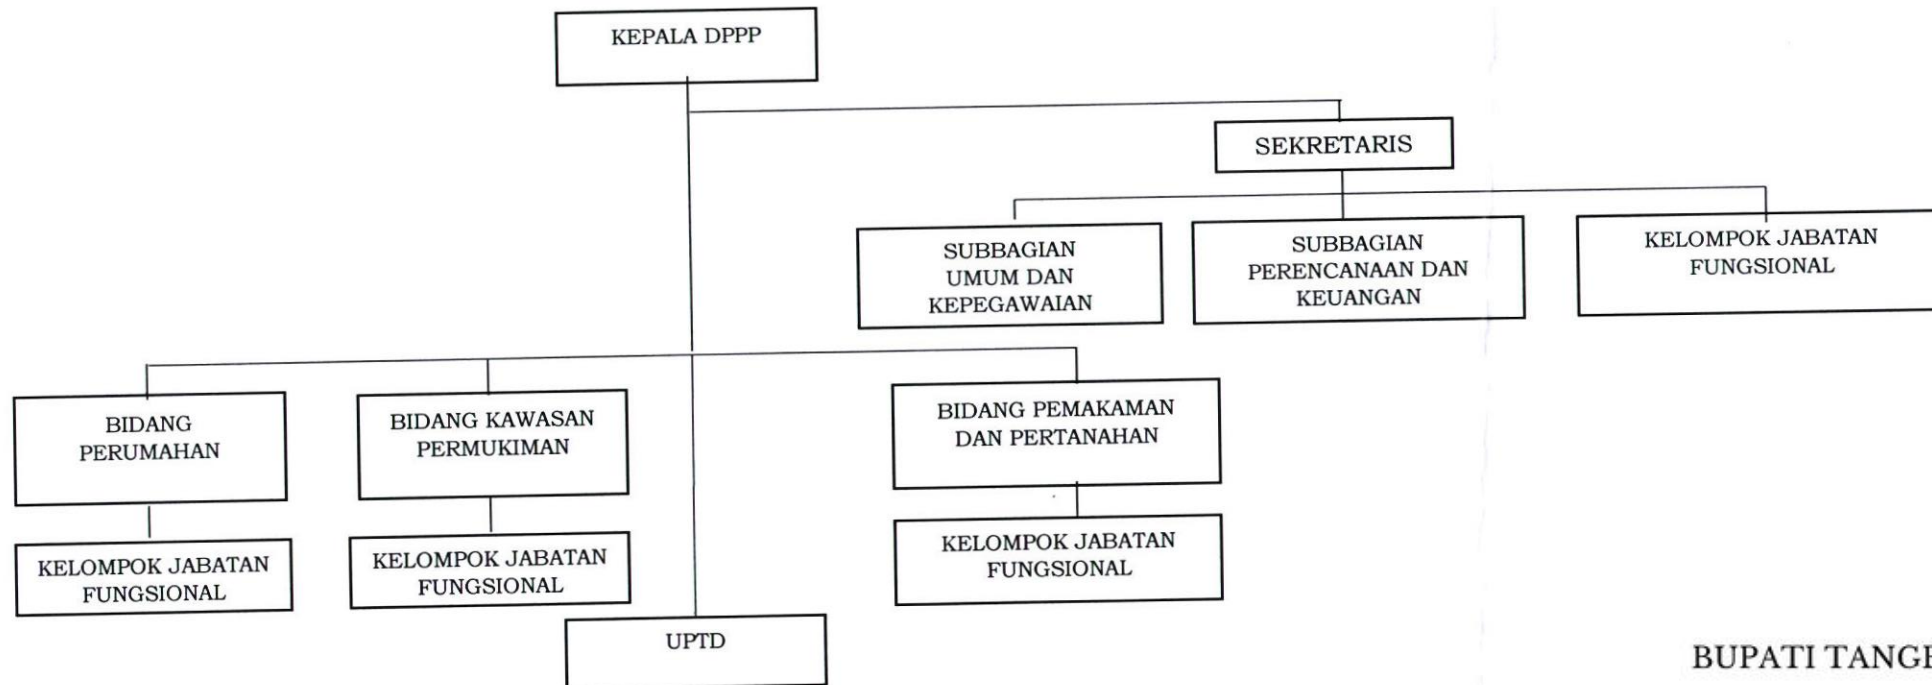 KEPALA DPPP
SEKRETARIS
SUBBAGIAN
UMUM DAN
KEPEGAWAIAN
SUBBAGIAN
PERENCANAAN DAN
KEUANGAN
KELOMPOK JABATAN
FUNGSIONAL
BIDANG
PERUMAHAN
BIDANG KAWASAN
PERMUKIMAN
BIDANG PEMAKAMAN
DAN PERTANAHAN
KELOMPOK JABATAN
FUNGSIONAL
KELOMPOK JABATAN
FUNGSIONAL
KELOMPOK JABATAN
FUNGSIONAL
UPTD
BUPATI